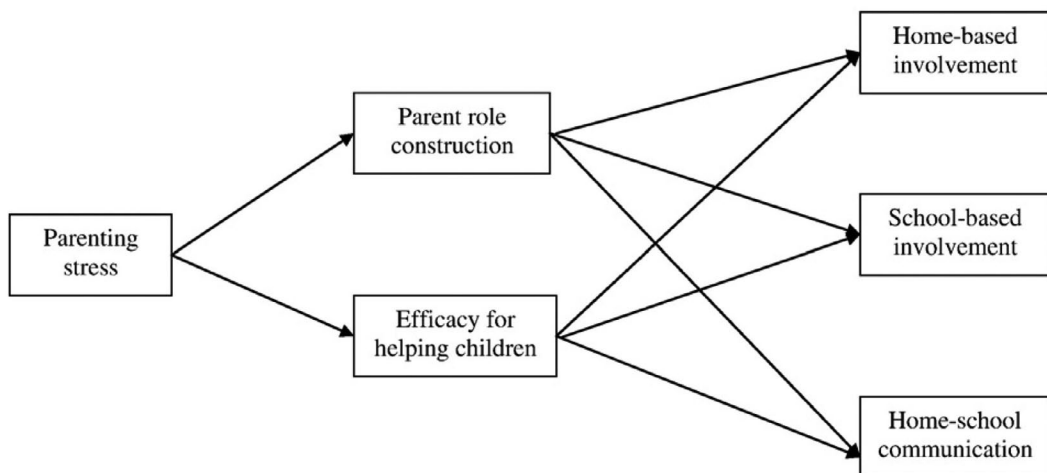 Home-based
involvement
Parent role
construction
School-based
involvement
Parenting
stress
Efficacy for
helping children
Home-school
communication